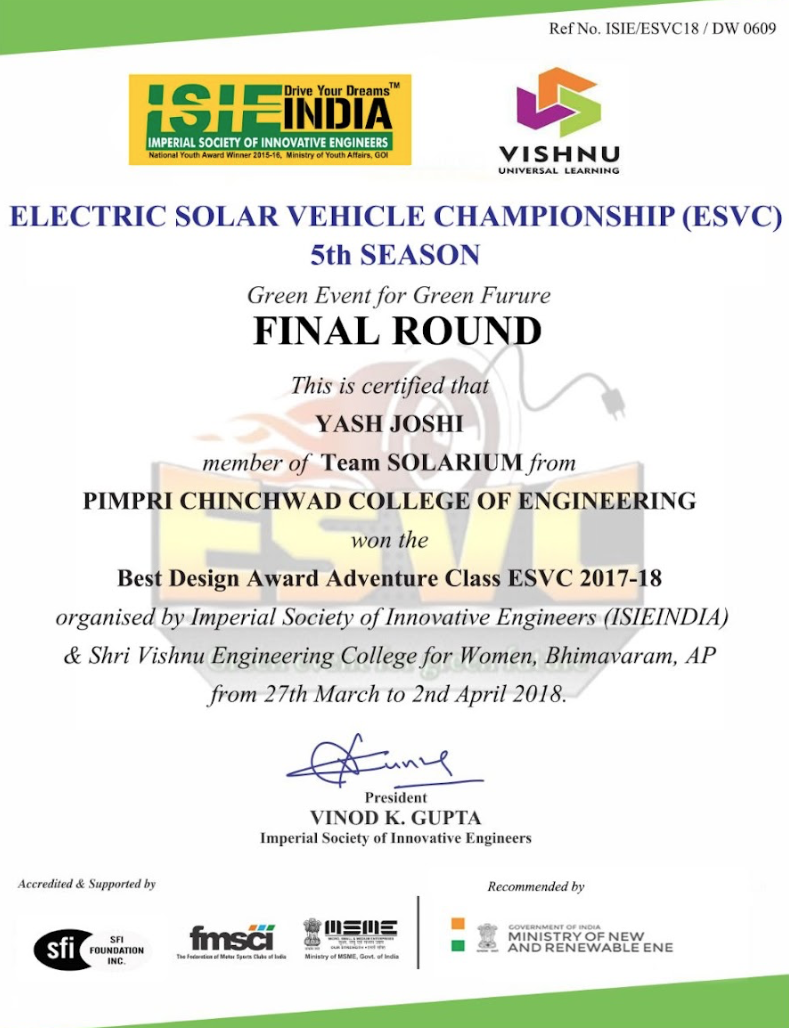 Ref No. ISIE/ESVC18 / DW 0609
ISIEINDIA
Drive Your Dreams™
IMPERIAL SOCIETY OF INNOVATIVE ENGINEERS
National Youth Award Winner 2015-16, Ministry of Youth Affairs, GOI
VISHNU
UNIVERSAL LEARNING
ELECTRIC SOLAR VEHICLE CHAMPIONSHIP (ESVC)
5th SEASON
Green Event for Green Furure
FINAL ROUND
This is certified that
YASH JOSHI
member of Team SOLARIUM from
PIMPRI CHINCHWAD COLLEGE OF ENGINEERING
won the
ESVC
Best Design Award Adventure Class ESVC 2017-18
organised by Imperial Society of Innovative Engineers (ISIEINDIA)
& Shri Vishnu Engineering College for Women, Bhimavaram, AP
from 27th March to 2nd April 2018.
President
VINOD K. GUPTA
Imperial Society of Innovative Engineers
Accredited & Supported by
Recommended by
sfi
SFI
FOUNDATION
INC.
fmsci
The Federation of Motor Sports Clubs of India
MSME
Ministry of MSME, Govt. of India
GOVERNMENT OF INDIA
MINISTRY OF NEW
AND RENEWABLE ENE